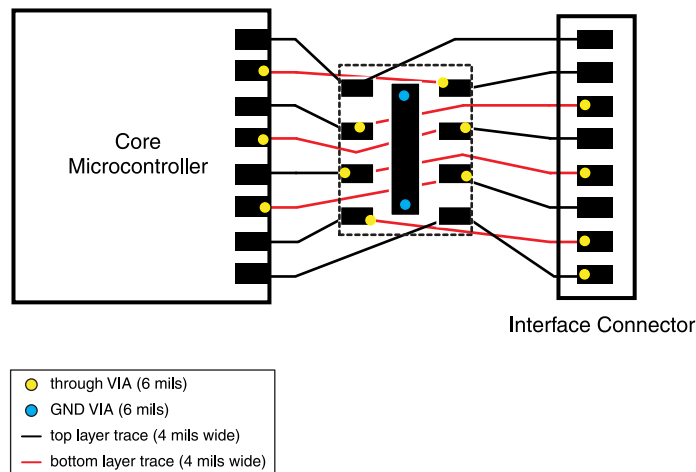 Core
Microcontroller
Interface Connector
through VIA (6 mils)
GND VIA (6 mils)
top layer trace (4 mils wide)
bottom layer trace (4 mils wide)